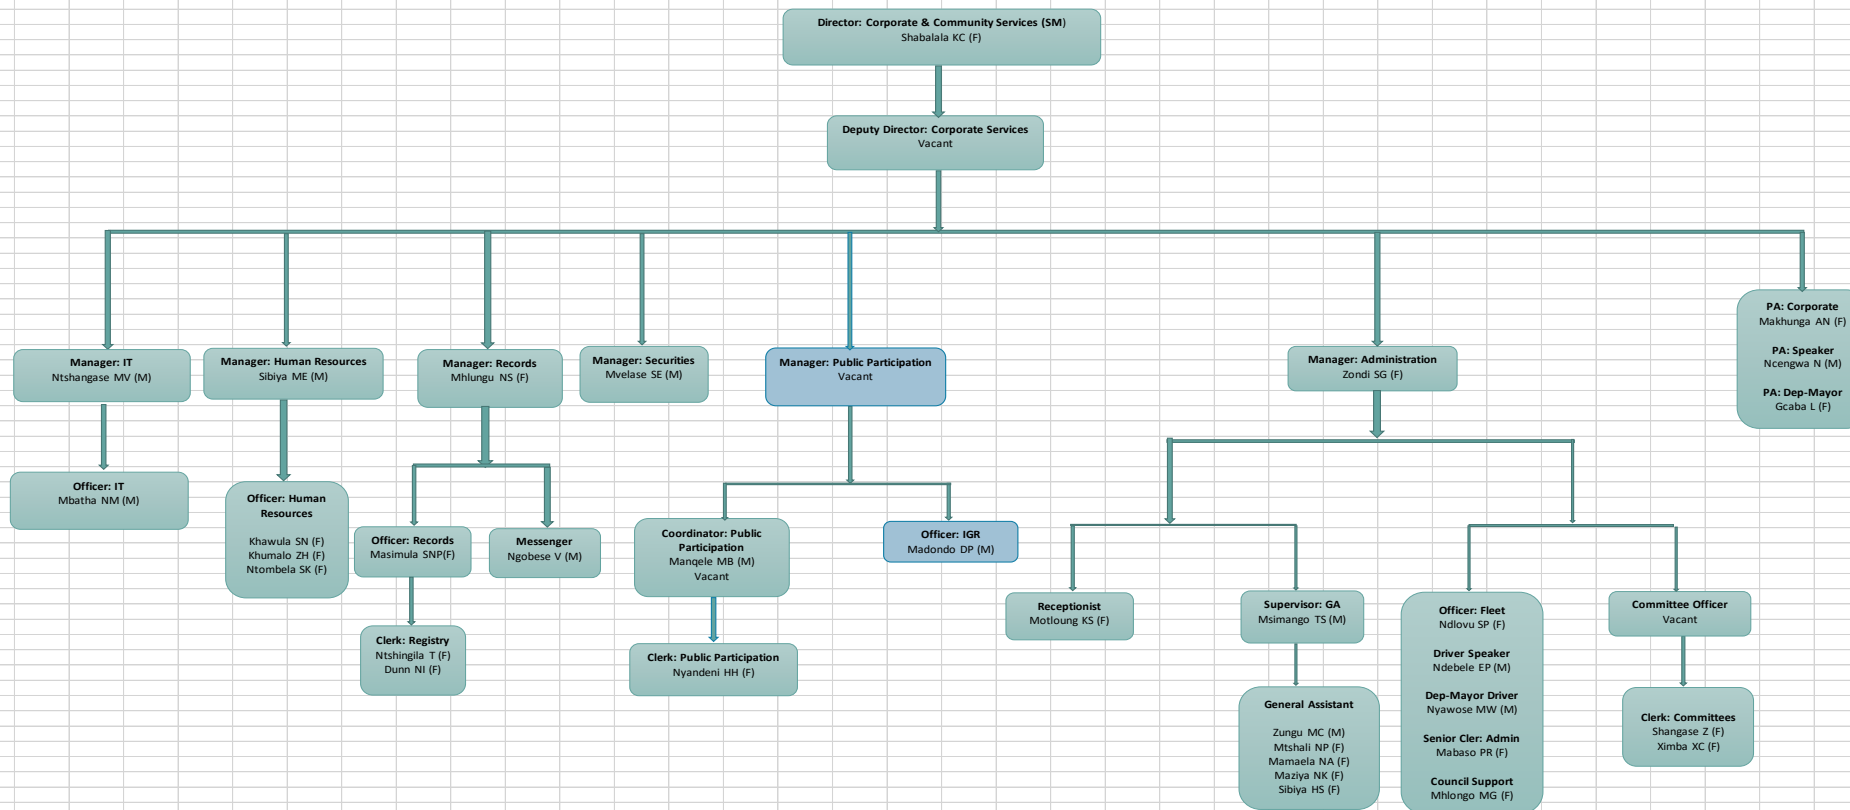 Director: Corporate & Community Services (SM)
Shabalala KC (F)
Deputy Director: Corporate Services
Vacant
PA: Corporate
Makhunga AN (F)
PA: Speaker
Ncengwa N (M)
PA: Dep-Mayor
Gcaba L (F)
Manager: IT
Ntshangase MV (M)
Manager: Human Resources
Sibiya ME (M)
Manager: Records
Mhlungu NS (F)
Manager: Securities
Mvelase SE (M)
Manager: Public Participation
Vacant
Manager: Administration
Zondi SG (F)
Officer: IT
Mbatha NM (M)
Officer: Human
Resources
Khawula SN (F)
Khumalo ZH (F)
Ntombela SK (F)
Officer: Records
Masimula SNP(F)
Messenger
Ngobese V (M)
Coordinator: Public
Participation
Manqele MB (M)
Vacant
Officer: IGR
Madondo DP (M)
Clerk: Registry
Ntshingila T (F)
Dunn NI (F)
Clerk: Public Participation
Nyandeni HH (F)
Receptionist
Motloung KS (F)
Supervisor: GA
Msimango TS (M)
Officer: Fleet
Ndlovu SP (F)
Driver Speaker
Ndebele EP (M)
Dep-Mayor Driver
Nyawose MW (M)
Senior Cler: Admin
Mabaso PR (F)
Council Support
Mhlongo MG (F)
Committee Officer
Vacant
General Assistant
Zungu MC (M)
Mtshali NP (F)
Mamaela NA (F)
Maziya NK (F)
Sibiya HS (F)
Clerk: Committees
Shangase Z (F)
Ximba XC (F)